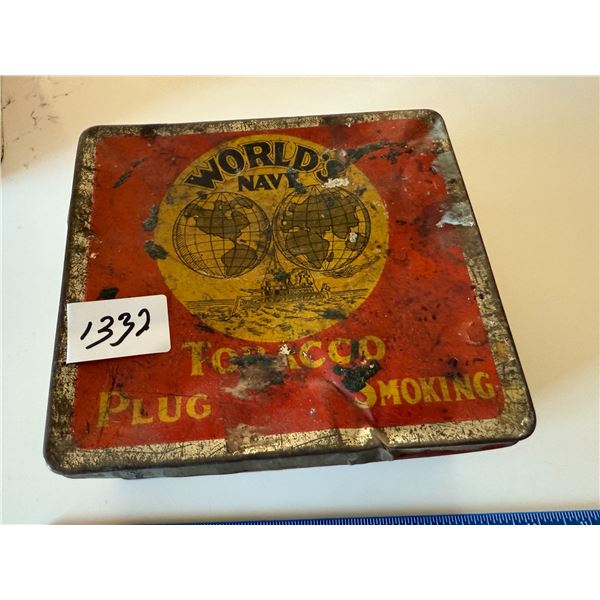 WORLD'S
NAVY
1332
TOBACCO
PLUG SMOKING